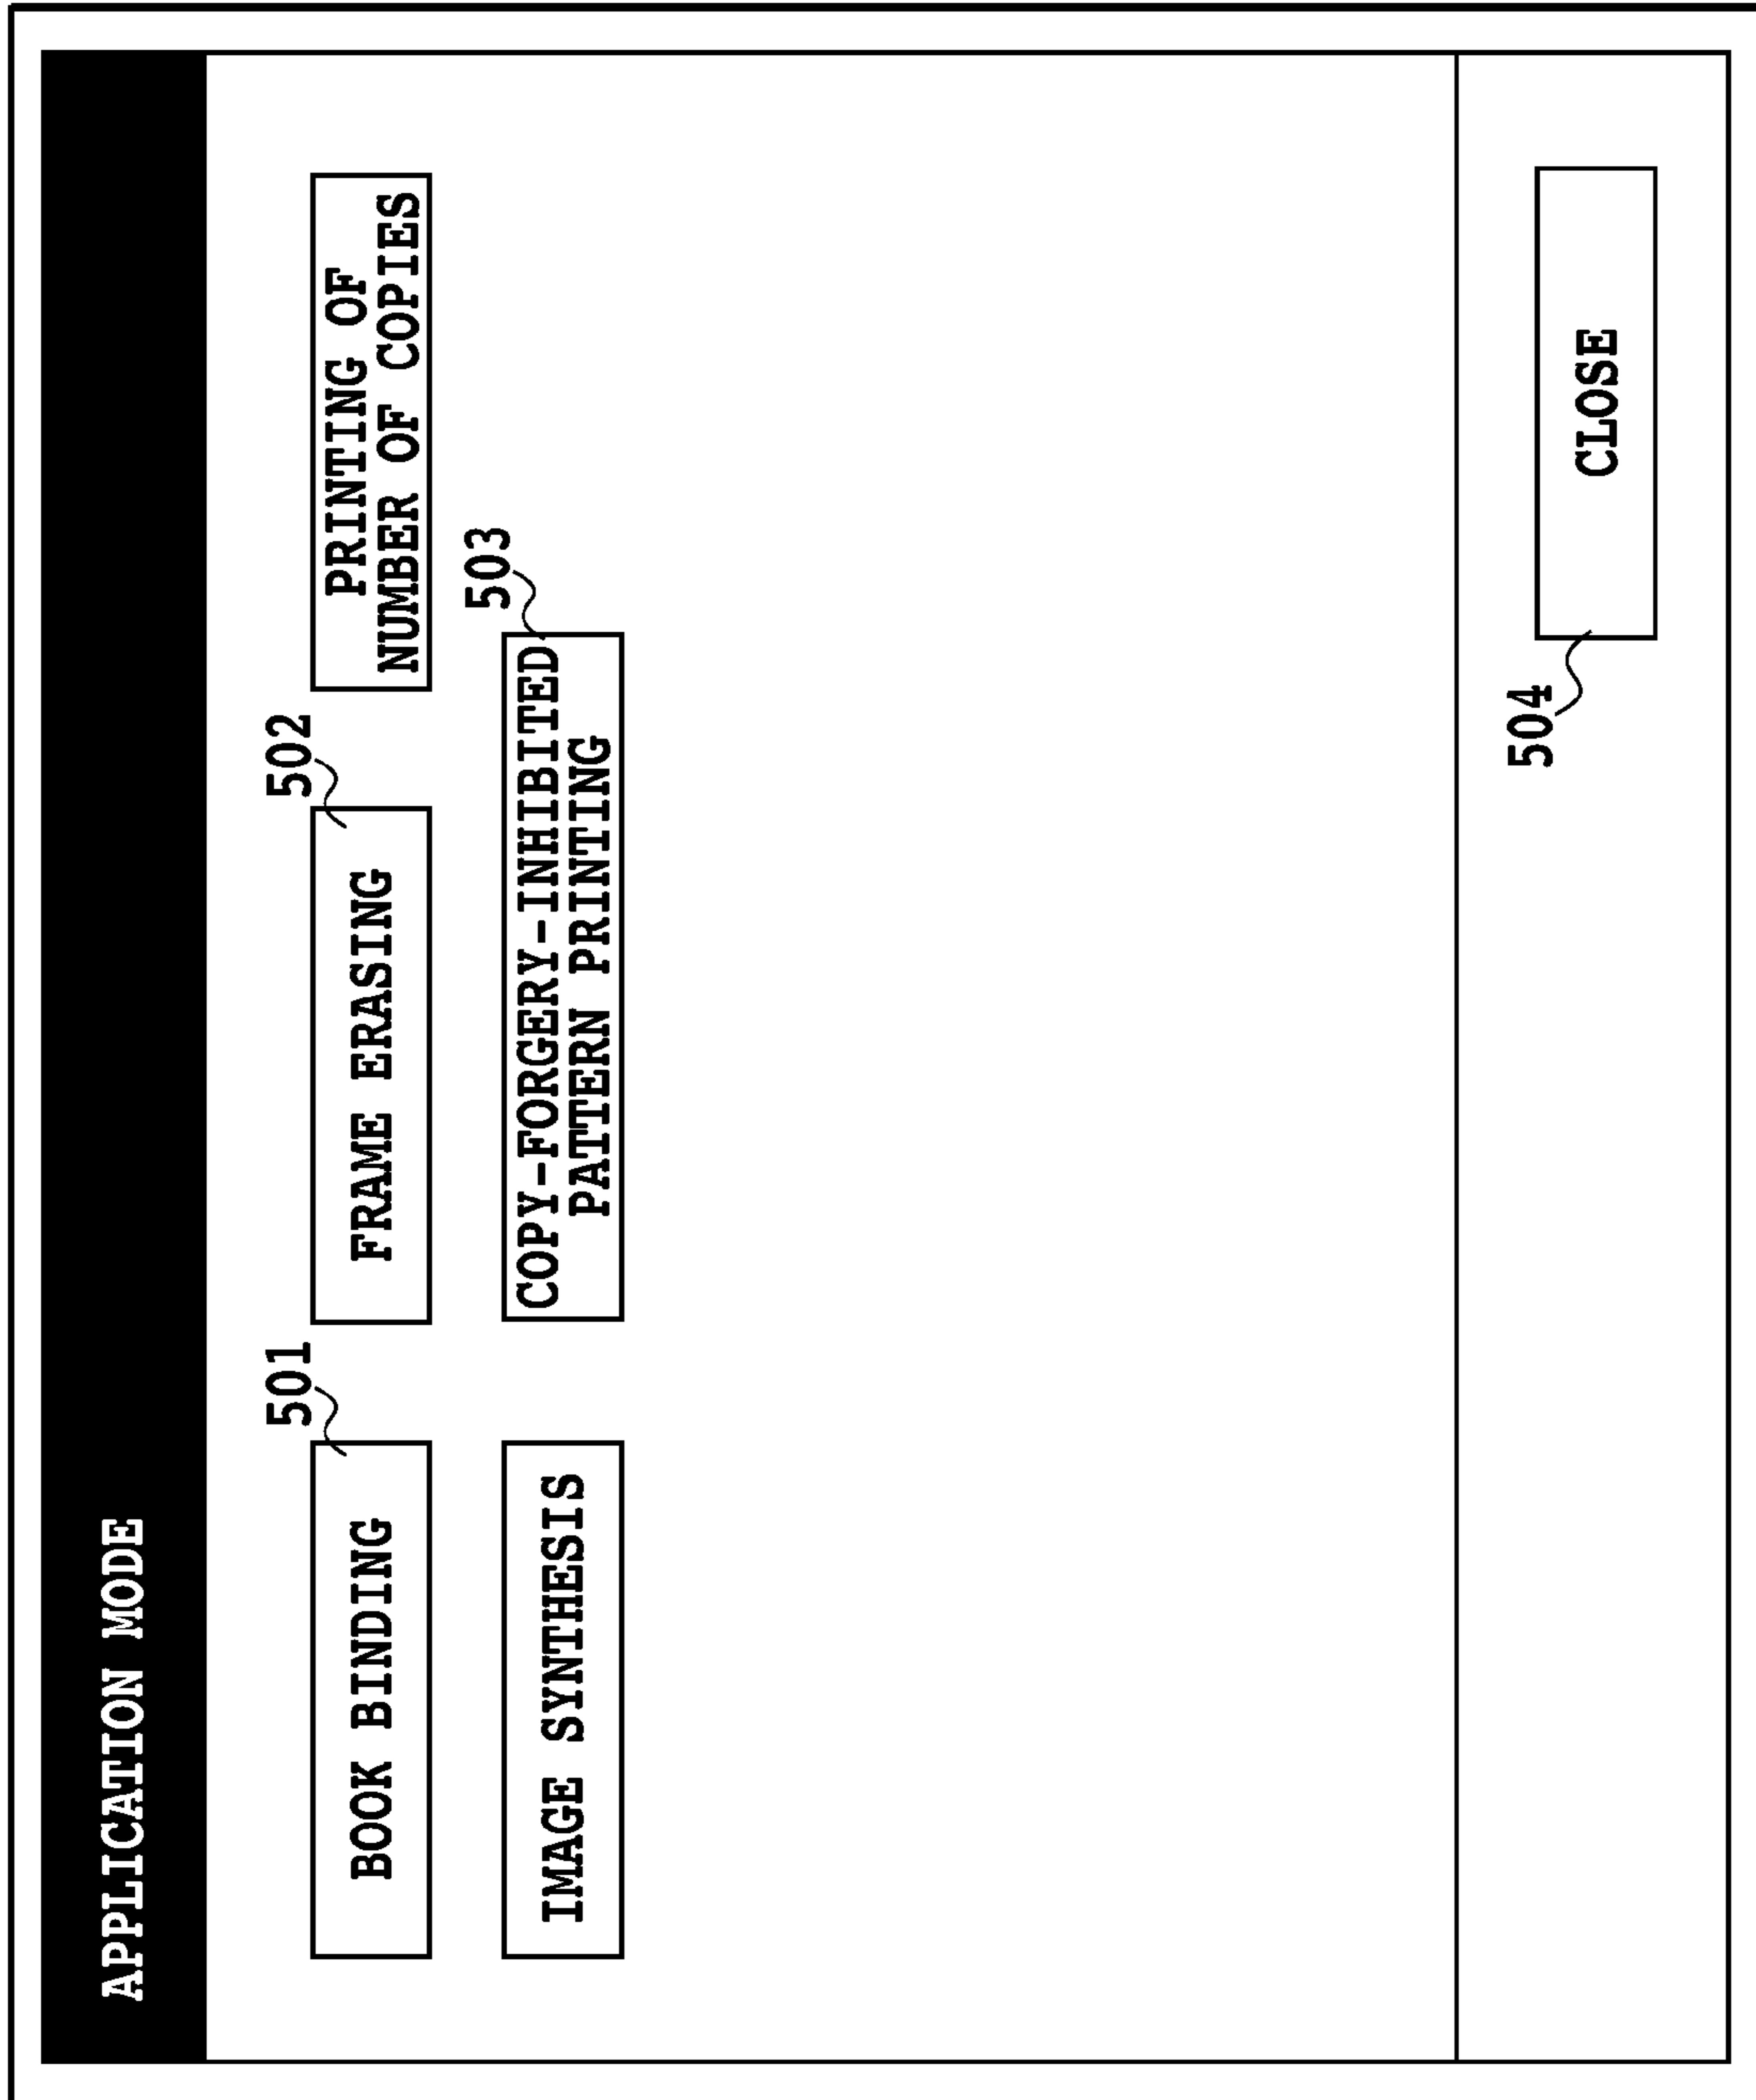 APPLICATION MODE
501
502
BOOK BINDING
FRAME ERASING
PRINTING OF
NUMBER OF COPIES
503
IMAGE SYNTHESIS
COPY-FORGERY-INHIBITED
PATTERN PRINTING
504
CLOSE